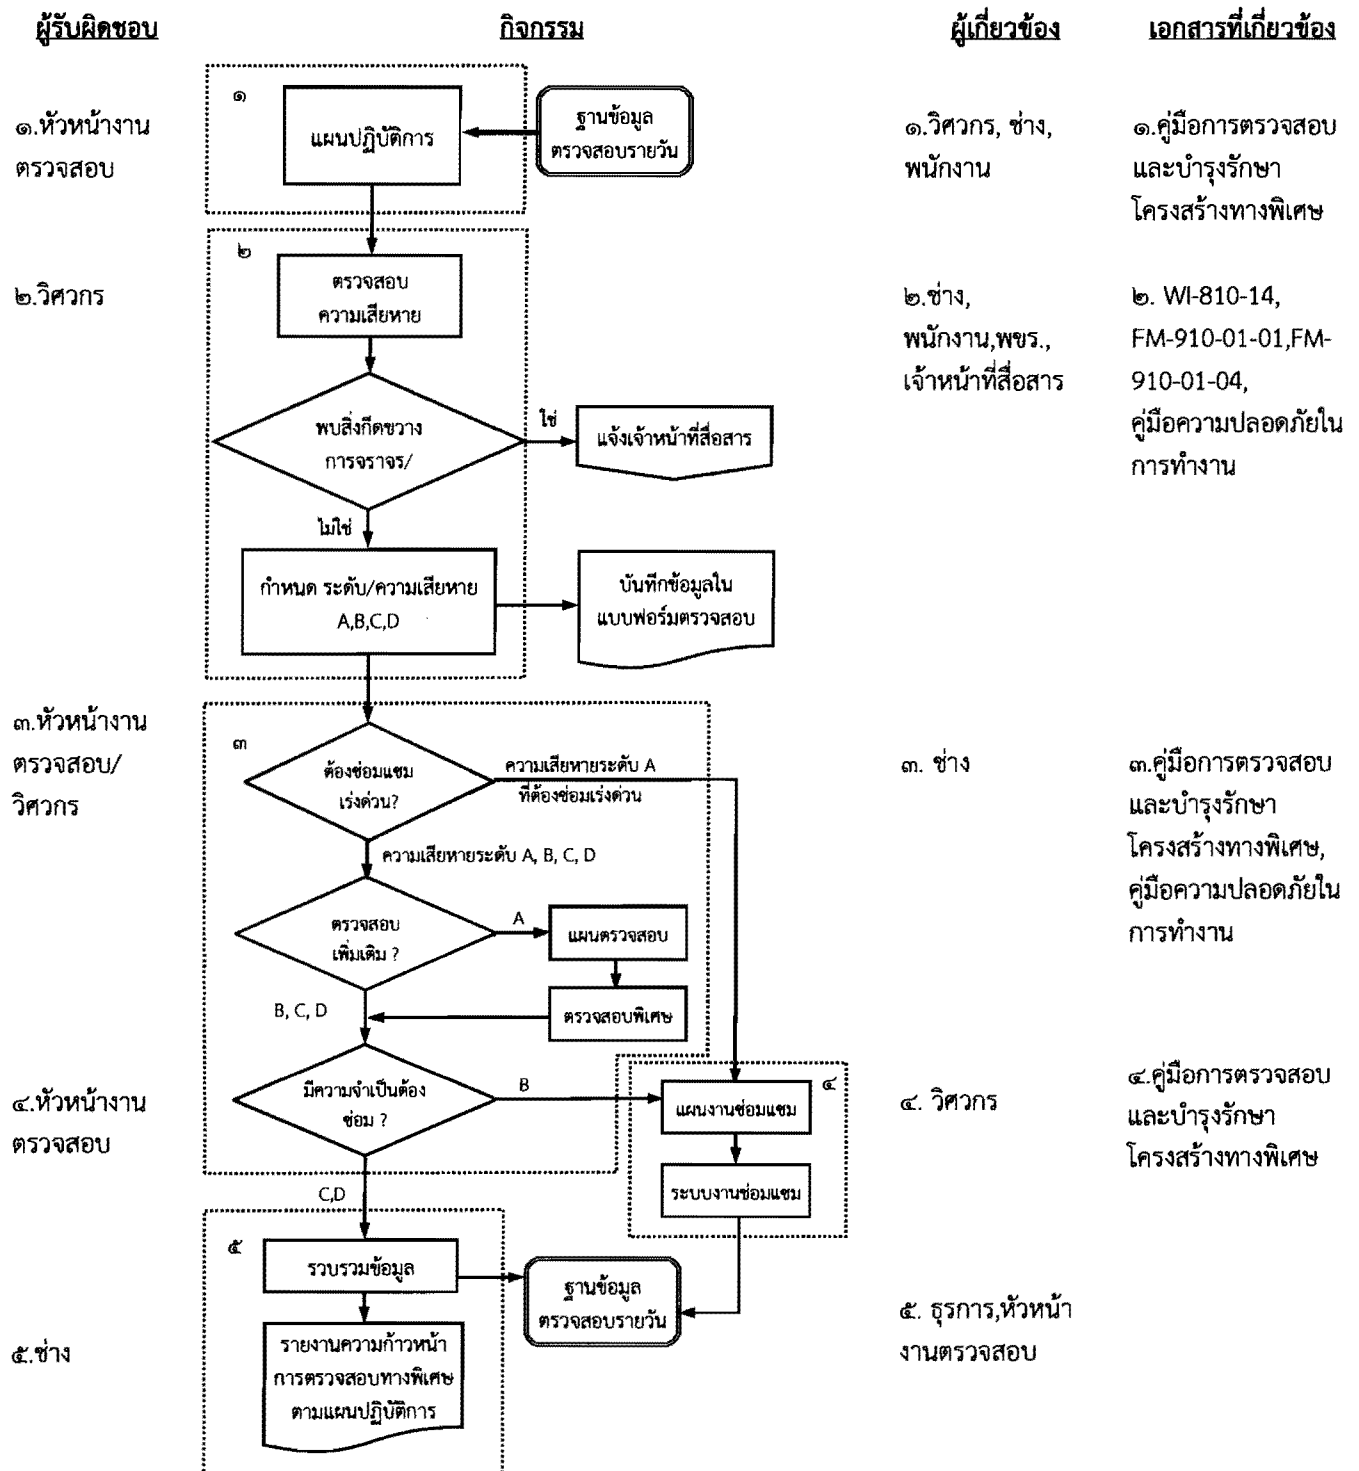 ผู้รับผิดชอบ
กิจกรรม
ผู้เกี่ยวข้อง
เอกสารที่เกี่ยวข้อง
๑.หัวหน้างาน
ตรวจสอบ
๑
แผนปฏิบัติการ
ฐานข้อมูล
ตรวจสอบรายวัน
๑.วิศวกร, ช่าง,
พนักงาน
๑.คู่มือการตรวจสอบ
และบำรุงรักษา
โครงสร้างทางพิเศษ
๒.วิศวกร
๒
ตรวจสอบ
ความเสียหาย
พบสิ่งกีดขวาง
การจราจร/
ใช่
แจ้งเจ้าหน้าที่สื่อสาร
ไม่ใช่
กำหนด ระดับ/ความเสียหาย
A,B,C,D
บันทึกข้อมูลใน
แบบฟอร์มตรวจสอบ
๒.ช่าง,
พนักงาน,พขร.,
เจ้าหน้าที่สื่อสาร
๒. WI-810-14,
FM-910-01-01,FM-
910-01-04,
คู่มือความปลอดภัยใน
การทำงาน
๓.หัวหน้างาน
ตรวจสอบ/
วิศวกร
๓
ต้องซ่อมแซม
เร่งด่วน?
ความเสียหายระดับ A
ที่ต้องซ่อมเร่งด่วน
ความเสียหายระดับ A, B, C, D
ตรวจสอบ
เพิ่มเติม ?
A
แผนตรวจสอบ
ตรวจสอบพิเศษ
B, C, D
มีความจำเป็นต้อง
ซ่อม ?
B
๓. ช่าง
๓.คู่มือการตรวจสอบ
และบำรุงรักษา
โครงสร้างทางพิเศษ,
คู่มือความปลอดภัยใน
การทำงาน
๔.หัวหน้างาน
ตรวจสอบ
๔
แผนงานซ่อมแซม
ระบบงานซ่อมแซม
๔. วิศวกร
๔.คู่มือการตรวจสอบ
และบำรุงรักษา
โครงสร้างทางพิเศษ
C,D
๕.ช่าง
๕
รวบรวมข้อมูล
ฐานข้อมูล
ตรวจสอบรายวัน
รายงานความก้าวหน้า
การตรวจสอบทางพิเศษ
ตามแผนปฏิบัติการ
๕. ธุรการ,หัวหน้า
งานตรวจสอบ